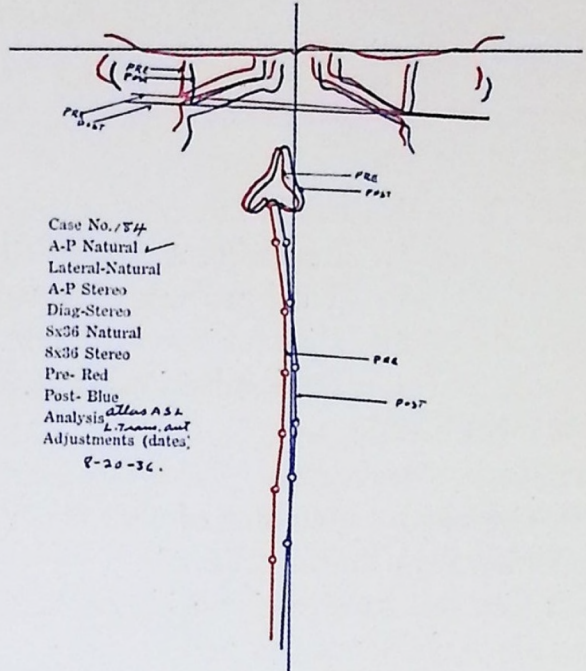 PRE
POST
PRE
POST
PRE
POST
Case No. 184
A-P Natural ✓
Lateral-Natural
A-P Stereo
Diag-Stereo
8x36 Natural
8x36 Stereo
Pre- Red
PRE
Post- Blue
POST
Analysis atlas ASL
L. Trans. ant
Adjustments (dates)
8-20-36.